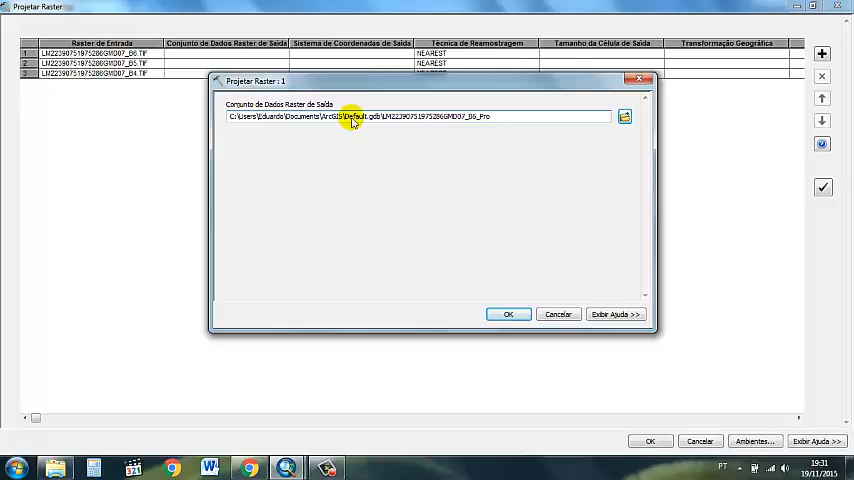 Projetar Raster
Raster de Entrada Conjunto de Dados Raster de Saída Sistema de Coordenadas de Saída Técnica de Reamostragem Tamanho da Célula de Saída Transformação Geográfica
1 LM22390751975286GMD07_B6.TIF NEAREST
2 LM22390751975286GMD07_B5.TIF NEAREST
3 LM22390751975286GMD07_B4.TIF NEAREST
Projetar Raster : 1
Conjunto de Dados Raster de Saída
C:\Users\Eduardo\Documents\ArcGIS\Default.gdb\LM22390751975286GMD07_B6_Pro
OK Cancelar Exibir Ajuda >>
OK Cancelar Ambientes... Exibir Ajuda >>
321
PT
19:31
19/11/2015